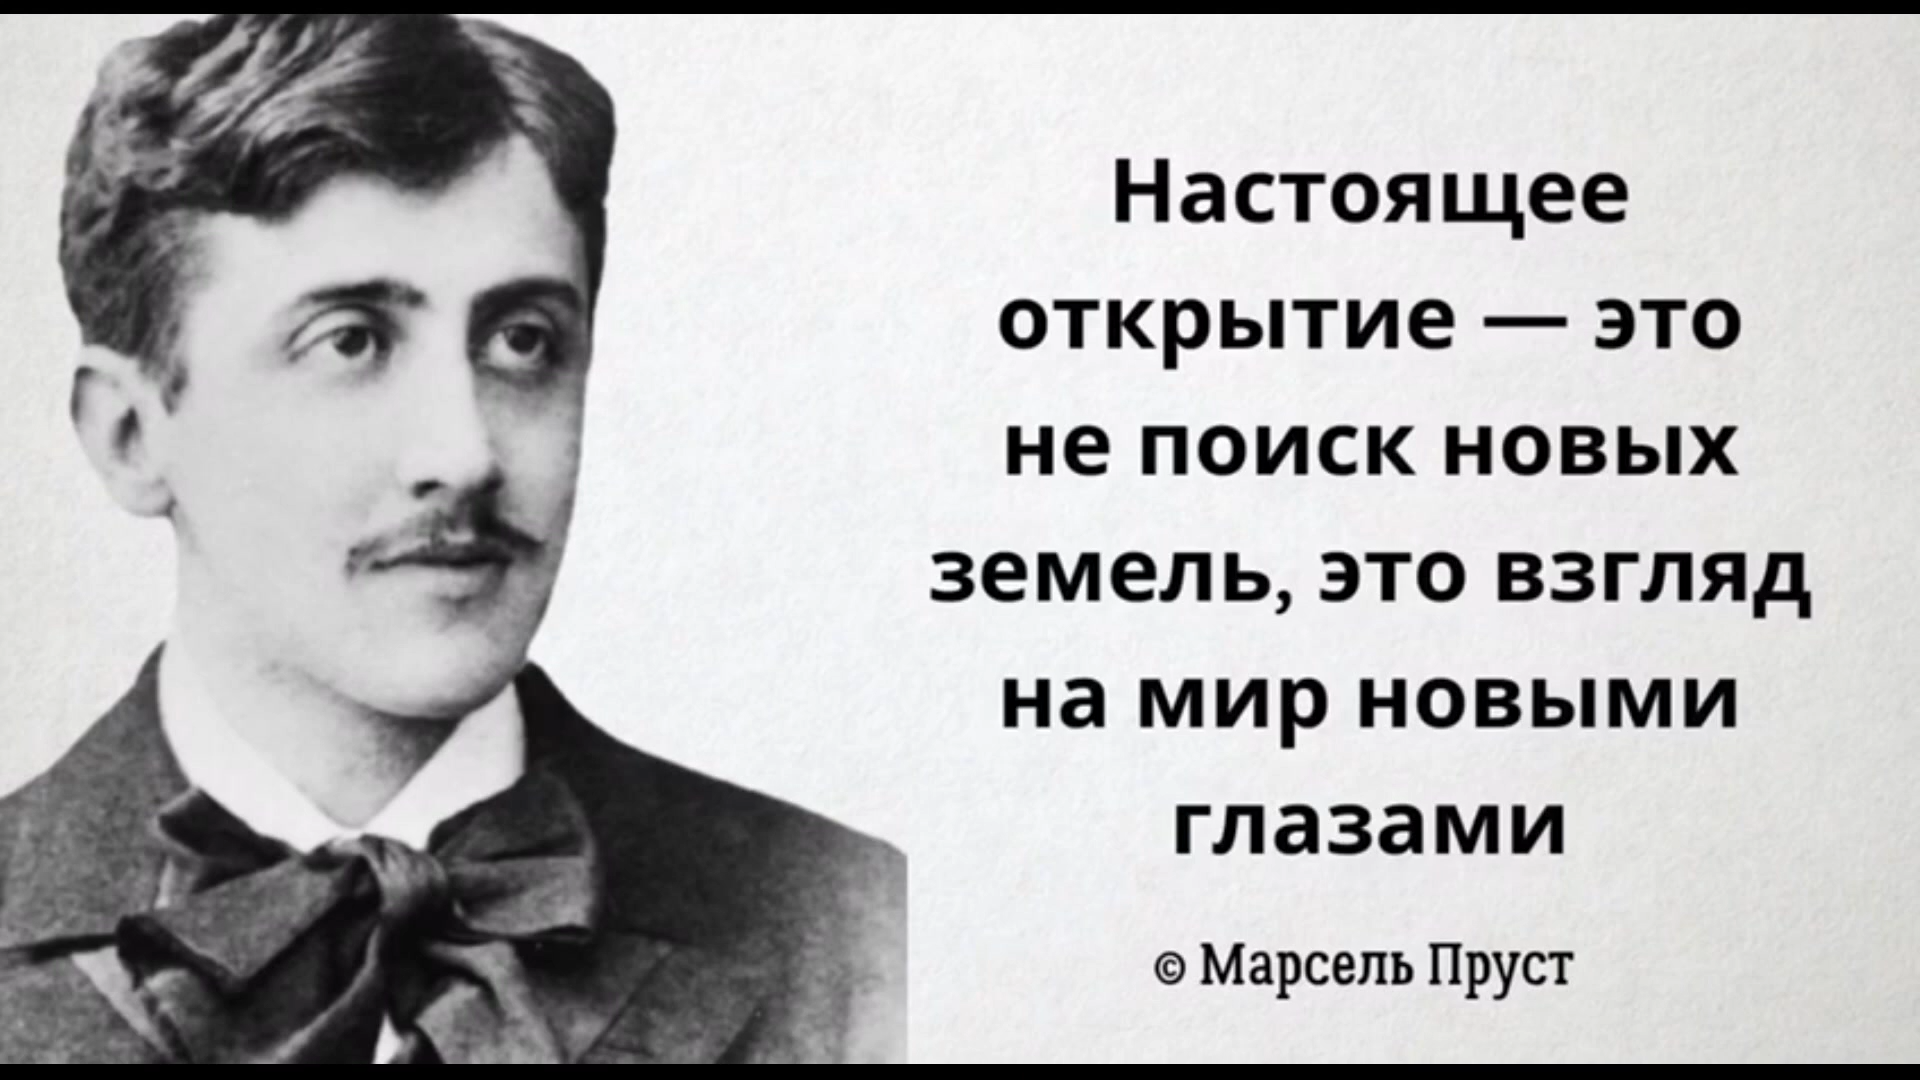 Настоящее
открытие — это
не поиск новых
земель, это взгляд
на мир новыми
глазами
© Марсель Пруст